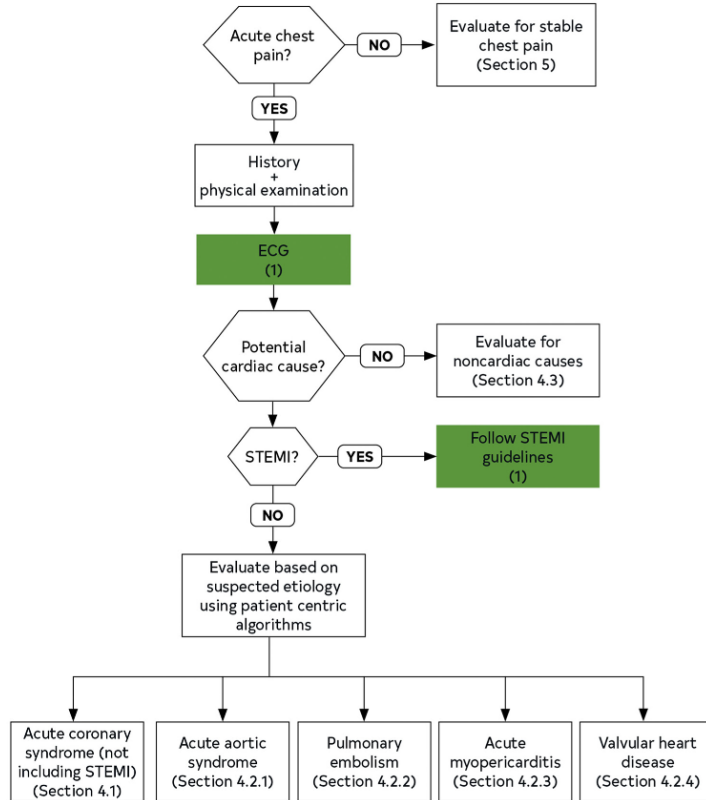 Acute chest
pain?
NO
Evaluate for stable
chest pain
(Section 5)
YES
History
+
physical examination
ECG
(1)
Potential
cardiac cause?
NO
Evaluate for
noncardiac causes
(Section 4.3)
STEMI?
YES
Follow STEMI
guidelines
(1)
NO
Evaluate based on
suspected etiology
using patient centric
algorithms
Acute coronary
syndrome (not
including STEMI)
(Section 4.1)
Acute aortic
syndrome
(Section 4.2.1)
Pulmonary
embolism
(Section 4.2.2)
Acute
myopericarditis
(Section 4.2.3)
Valvular heart
disease
(Section 4.2.4)